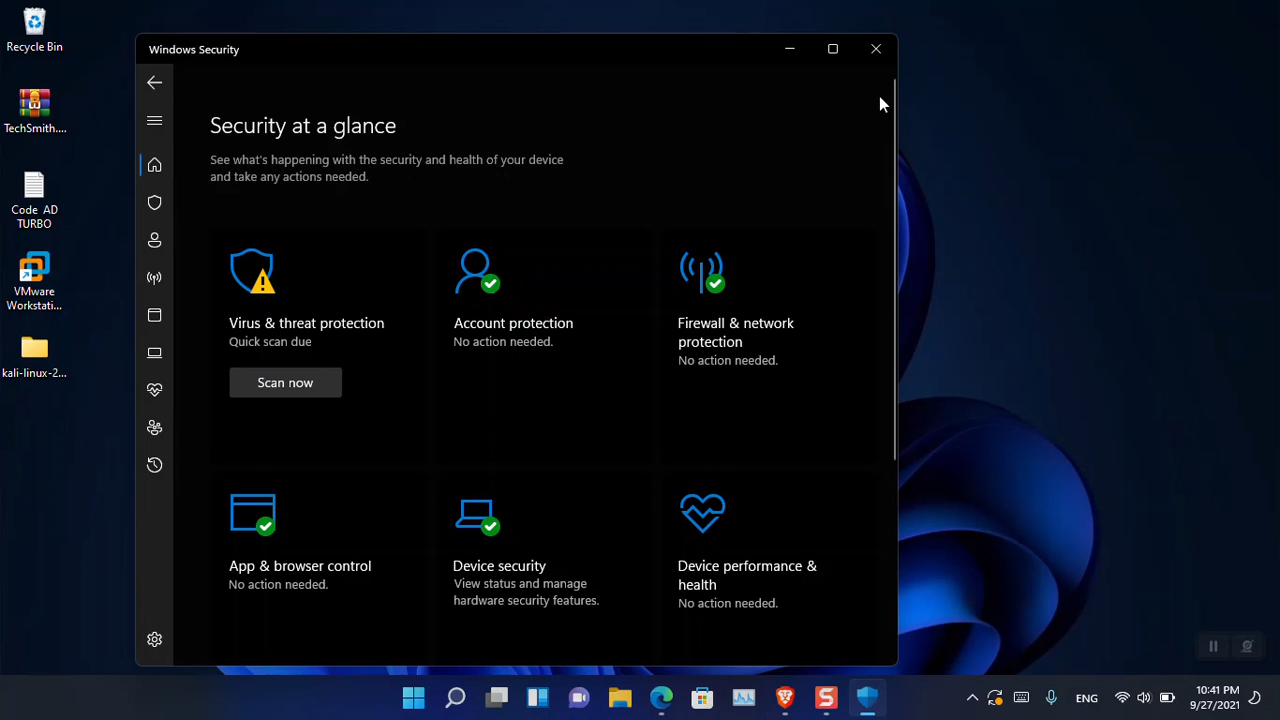 Recycle Bin
TechSmith....
Code AD
TURBO
VMware
Workstati...
kali-linux-2...
Windows Security
Security at a glance
See what's happening with the security and health of your device
and take any actions needed.
Virus & threat protection
Quick scan due
Scan now
Account protection
No action needed.
Firewall & network
protection
No action needed.
App & browser control
No action needed.
Device security
View status and manage
hardware security features.
Device performance &
health
No action needed.
ENG
10:41 PM
9/27/2021